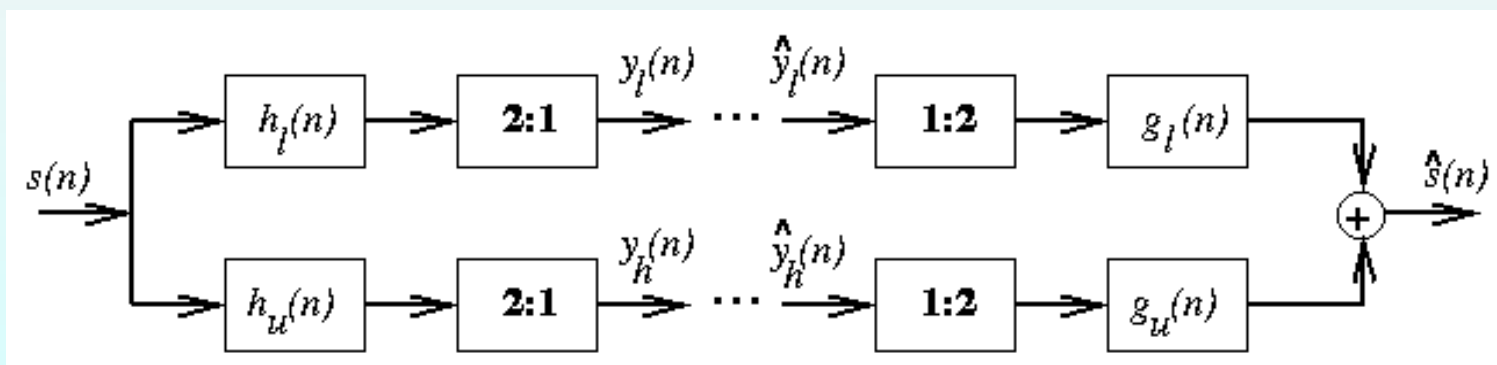 s(n)
h_l(n)
2:1
y_l(n)
...
ŷ_l(n)
1:2
g_l(n)
h_u(n)
2:1
y_h(n)
...
ŷ_h(n)
1:2
g_u(n)
+
ŝ(n)